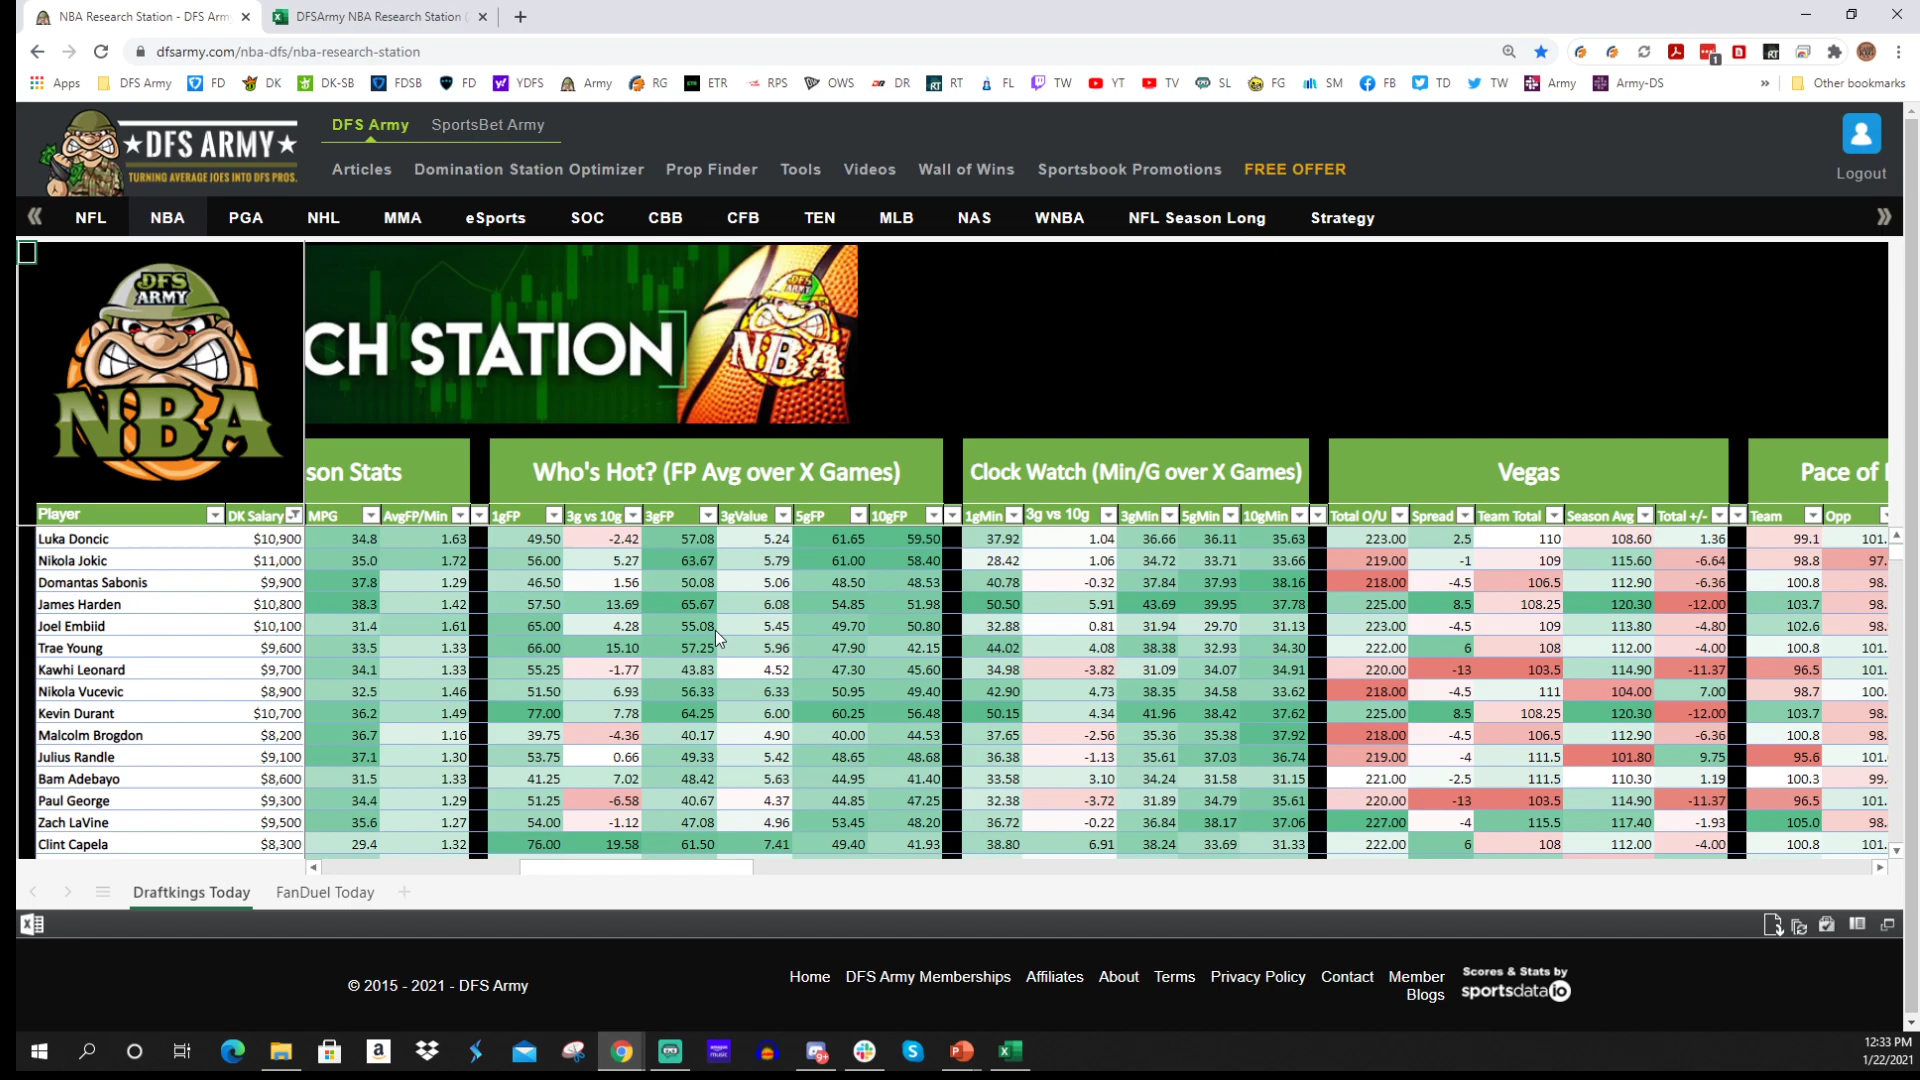 NBA Research Station - DFS Arm
DFSArmy NBA Research Station (
dfsarmy.com/nba-dfs/nba-research-station
Apps DFS Army FD DK DK-SB FDSB FD YDFS Army RG ETR RPS OWS DR RT FL TW YT TV SL FG SM FB TD TW Army Army-DS » Other bookmarks
DFS Army SportsBet Army
DFS ARMY
TURNING AVERAGE JOES INTO DFS PROS.
Articles Domination Station Optimizer Prop Finder Tools Videos Wall of Wins Sportsbook Promotions FREE OFFER
Logout
NFL NBA PGA NHL MMA eSports SOC CBB CFB TEN MLB NAS WNBA NFL Season Long Strategy
DFS
ARMY
NBA
CH STATION
NBA
son Stats Who's Hot? (FP Avg over X Games) Clock Watch (Min/G over X Games) Vegas Pace of
Player DK Salary MPG AvgFP/Min 1gFP 3g vs 10g 3gFP 3gValue 5gFP 10gFP 1gMin 3g vs 10g 3gMin 5gMin 10gMin Total O/U Spread Team Total Season Avg Total +/- Team Opp
Luka Doncic $10,900 34.8 1.63 49.50 -2.42 57.08 5.24 61.65 59.50 37.92 1.04 36.66 36.11 35.63 223.00 2.5 110 108.60 1.36 99.1 101.
Nikola Jokic $11,000 35.0 1.72 56.00 5.27 63.67 5.79 61.00 58.40 28.42 1.06 34.72 33.71 33.66 219.00 -1 109 115.60 -6.64 98.8 97.
Domantas Sabonis $9,900 37.8 1.29 46.50 1.56 50.08 5.06 48.50 48.53 40.78 -0.32 37.84 37.93 38.16 218.00 -4.5 106.5 112.90 -6.36 100.8 98.
James Harden $10,800 38.3 1.42 57.50 13.69 65.67 6.08 54.85 51.98 50.50 5.91 43.69 39.95 37.78 225.00 8.5 108.25 120.30 -12.00 103.7 98.
Joel Embiid $10,100 31.4 1.61 65.00 4.28 55.08 5.45 49.70 50.80 32.88 0.81 31.94 29.70 31.13 223.00 -4.5 109 113.80 -4.80 102.6 98.
Trae Young $9,600 33.5 1.33 66.00 15.10 57.25 5.96 47.90 42.15 44.02 4.08 38.38 32.93 34.30 222.00 6 108 112.00 -4.00 100.8 101.
Kawhi Leonard $9,700 34.1 1.33 55.25 -1.77 43.83 4.52 47.30 45.60 34.98 -3.82 31.09 34.07 34.91 220.00 -13 103.5 114.90 -11.37 96.5 101.
Nikola Vucevic $8,900 32.5 1.46 51.50 6.93 56.33 6.33 50.95 49.40 42.90 4.73 38.35 34.58 33.62 218.00 -4.5 111 104.00 7.00 98.7 100.
Kevin Durant $10,700 36.2 1.49 77.00 7.78 64.25 6.00 60.25 56.48 50.15 4.34 41.96 38.42 37.62 225.00 8.5 108.25 120.30 -12.00 103.7 98.
Malcolm Brogdon $8,200 36.7 1.16 39.75 -4.36 40.17 4.90 40.00 44.53 37.65 -2.56 35.36 35.38 37.92 218.00 -4.5 106.5 112.90 -6.36 100.8 98.
Julius Randle $9,100 37.1 1.30 53.75 0.66 49.33 5.42 48.65 48.68 36.38 -1.13 35.61 37.03 36.74 219.00 -4 111.5 101.80 9.75 95.6 101.
Bam Adebayo $8,600 31.5 1.33 41.25 7.02 48.42 5.63 44.95 41.40 33.58 3.10 34.24 31.58 31.15 221.00 -2.5 111.5 110.30 1.19 100.3 99.
Paul George $9,300 34.4 1.29 51.25 -6.58 40.67 4.37 44.85 47.25 32.38 -3.72 31.89 34.79 35.61 220.00 -13 103.5 114.90 -11.37 96.5 101.
Zach LaVine $9,500 35.6 1.27 54.00 -1.12 47.08 4.96 53.45 48.20 36.72 -0.22 36.84 38.17 37.06 227.00 -4 115.5 117.40 -1.93 105.0 98.
Clint Capela $8,300 29.4 1.32 76.00 19.58 61.50 7.41 49.40 41.93 38.80 6.91 38.24 33.69 31.33 222.00 6 108 112.00 -4.00 100.8 101.
Draftkings Today FanDuel Today
© 2015 - 2021 - DFS Army
Home DFS Army Memberships Affiliates About Terms Privacy Policy Contact Member
Blogs
Scores & Stats by
sportsdataio
12:33 PM
1/22/2021